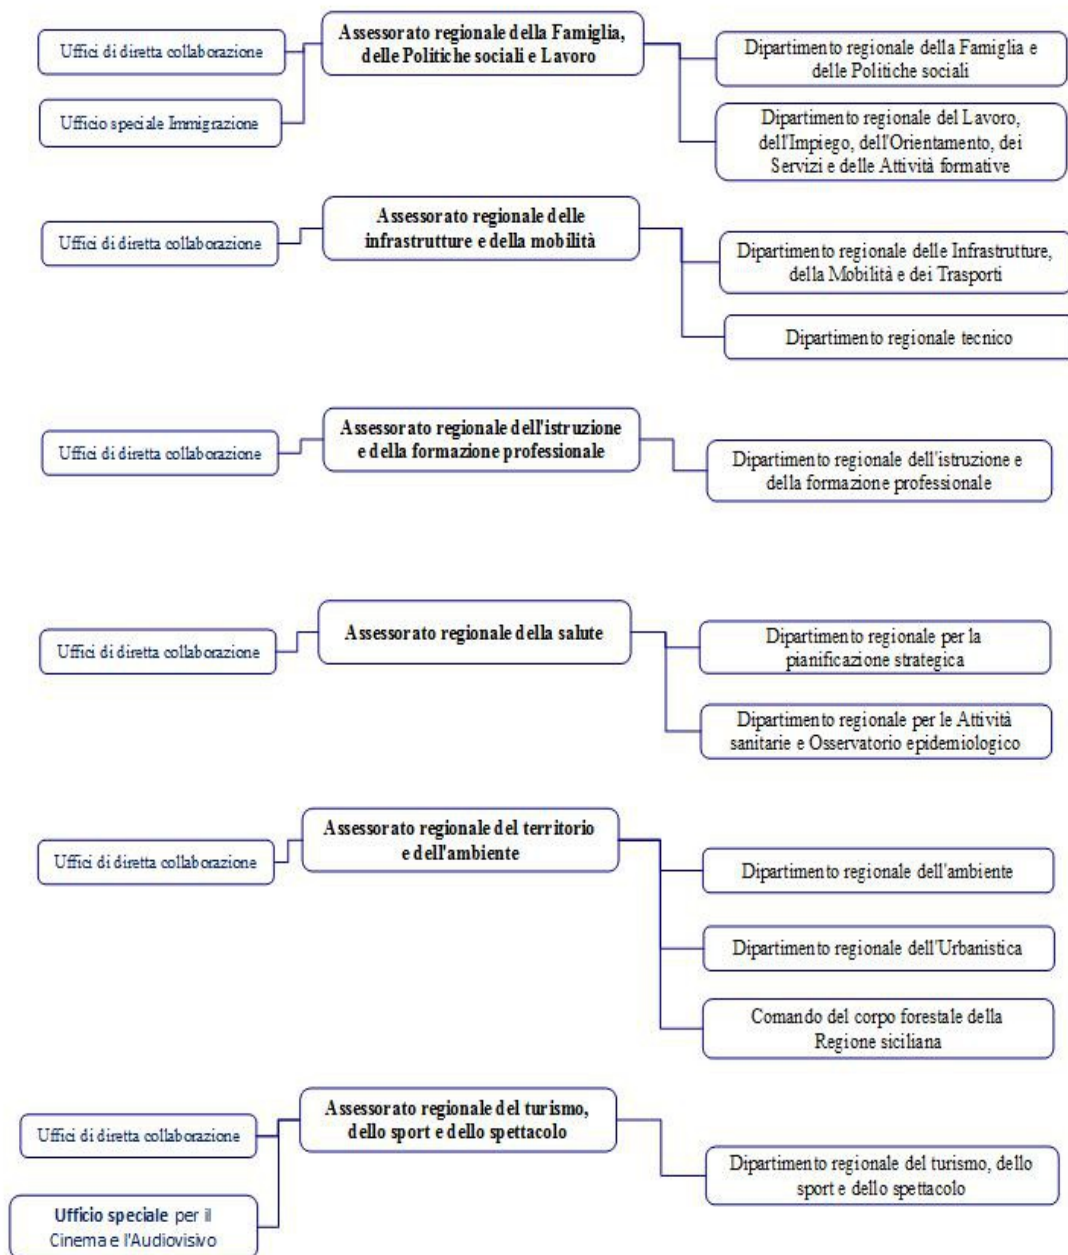 Uffici di diretta collaborazione
Ufficio speciale Immigrazione
Assessorato regionale della Famiglia,
delle Politiche sociali e Lavoro
Dipartimento regionale della Famiglia e
delle Politiche sociali
Dipartimento regionale del Lavoro,
dell'Impiego, dell'Orientamento, dei
Servizi e delle Attività formative
Uffici di diretta collaborazione
Assessorato regionale delle
infrastrutture e della mobilità
Dipartimento regionale delle Infrastrutture,
della Mobilità e dei Trasporti
Dipartimento regionale tecnico
Uffici di diretta collaborazione
Assessorato regionale dell'istruzione
e della formazione professionale
Dipartimento regionale dell'istruzione e
della formazione professionale
Uffici di diretta collaborazione
Assessorato regionale della salute
Dipartimento regionale per la
pianificazione strategica
Dipartimento regionale per le Attività
sanitarie e Osservatorio epidemiologico
Uffici di diretta collaborazione
Assessorato regionale del territorio
e dell'ambiente
Dipartimento regionale dell'ambiente
Dipartimento regionale dell'Urbanistica
Comando del corpo forestale della
Regione siciliana
Uffici di diretta collaborazione
Ufficio speciale per il
Cinema e l'Audiovisivo
Assessorato regionale del turismo,
dello sport e dello spettacolo
Dipartimento regionale del turismo, dello
sport e dello spettacolo